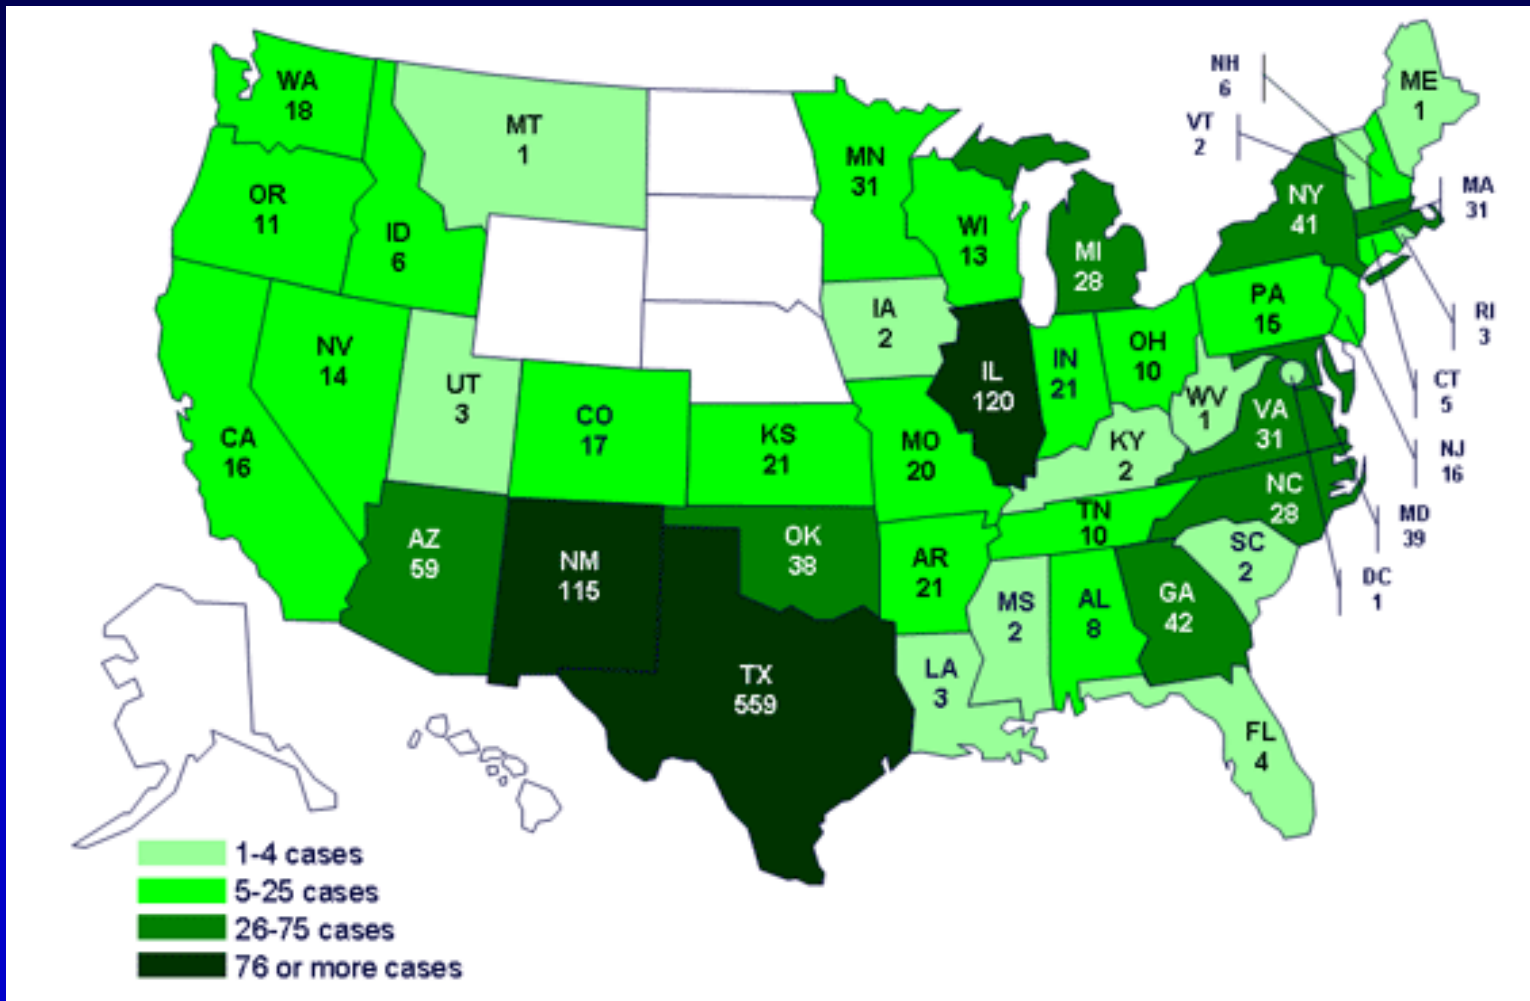 WA
18
MT
1
OR
11
ID
6
MN
31
WI
13
MI
28
NH
6
VT
2
ME
1
NY
41
MA
31
RI
3
CT
5
NJ
16
MD
39
DC
1
PA
15
NV
14
UT
3
CO
17
CA
16
IA
2
IL
120
IN
21
OH
10
WV
1
VA
31
KS
21
MO
20
KY
2
NC
28
TN
10
SC
2
AZ
59
NM
115
OK
38
AR
21
MS
2
AL
8
GA
42
LA
3
TX
559
FL
4
1-4 cases
5-25 cases
26-75 cases
76 or more cases